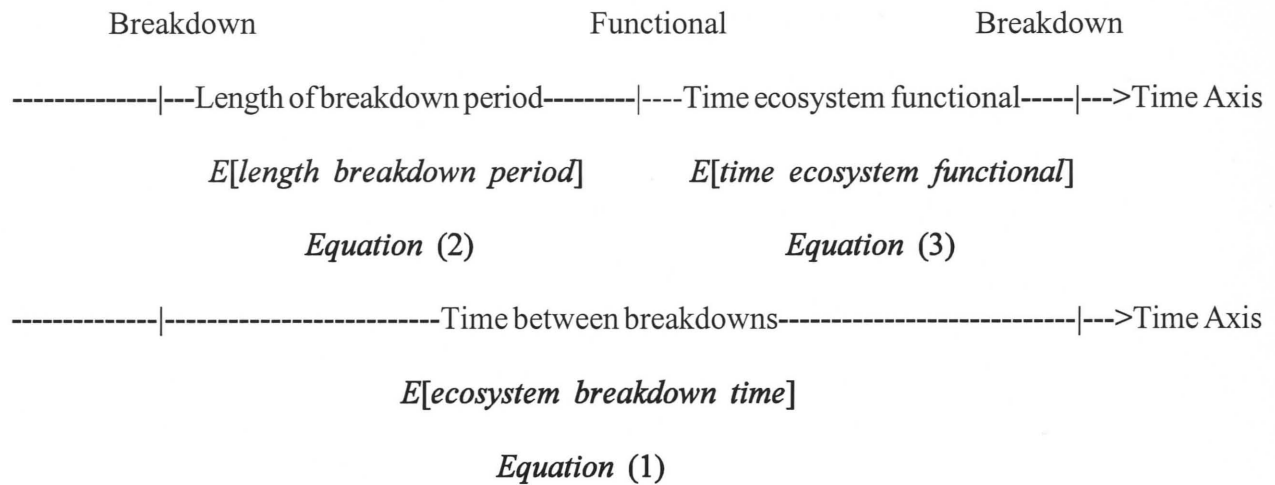 Breakdown Functional Breakdown
--------------|---Length of breakdown period---------|----Time ecosystem functional-----|--->Time Axis
E[length breakdown period] E[time ecosystem functional]
Equation (2) Equation (3)
--------------|--------------------------Time between breakdowns----------------------------|--->Time Axis
E[ecosystem breakdown time]
Equation (1)